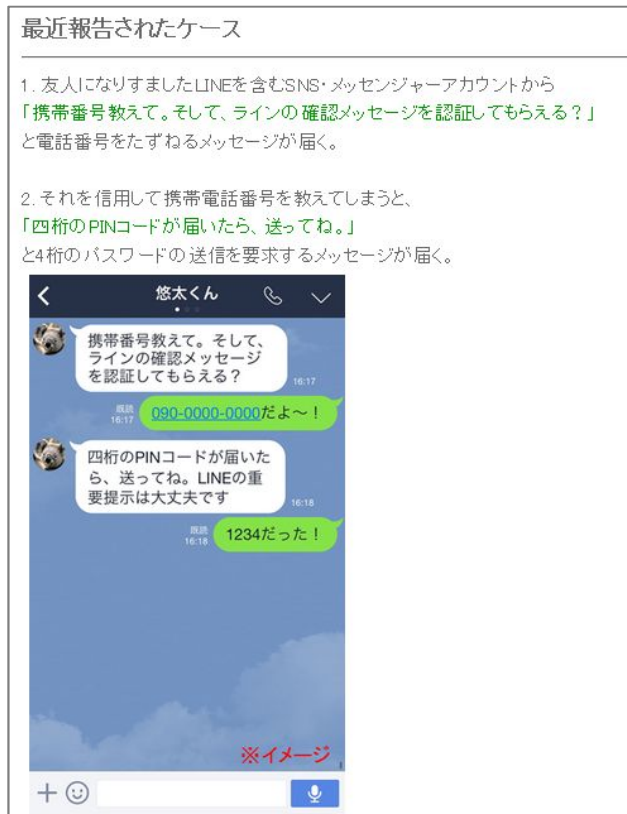 最近報告されたケース
1. 友人になりすましたLINEを含むSNS・メッセンジャーアカウントから
「携帯番号教えて。そして、ラインの確認メッセージを認証してもらえる？」
と電話番号をたずねるメッセージが届く。
2. それを信用して携帯電話番号を教えてしまうと、
「四桁のPINコードが届いたら、送ってね。」
と4桁のパスワードの送信を要求するメッセージが届く。
悠太くん
携帯番号教えて。そして、
ラインの確認メッセージ
を認証してもらえる？
16:17
既読
16:17
090-0000-0000だよ～！
四桁のPINコードが届いた
ら、送ってね。LINEの重
要提示は大丈夫です
16:18
既読
16:18
1234だった！
※イメージ